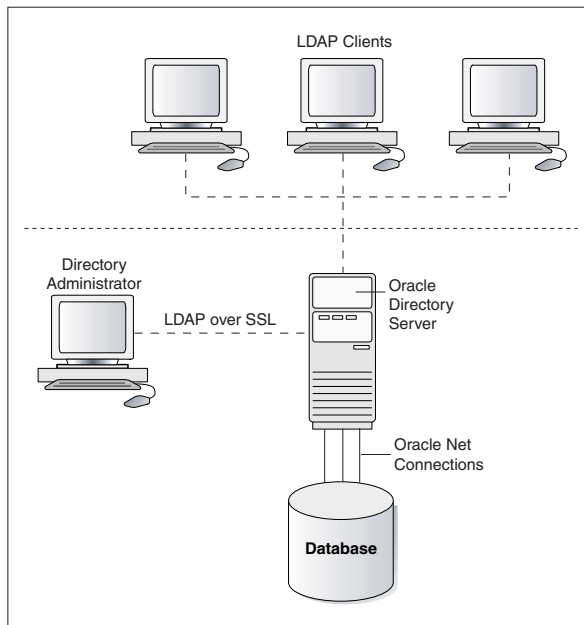 LDAP Clients
Directory
Administrator
LDAP over SSL
Oracle
Directory
Server
Oracle Net
Connections
Database